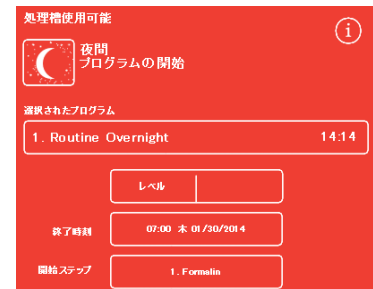 処理槽使用可能
i
夜間
プログラムの開始
選択されたプログラム
1. Routine Overnight 14:14
レベル
終了時刻 07:00 木 01/30/2014
開始ステップ 1. Formalin